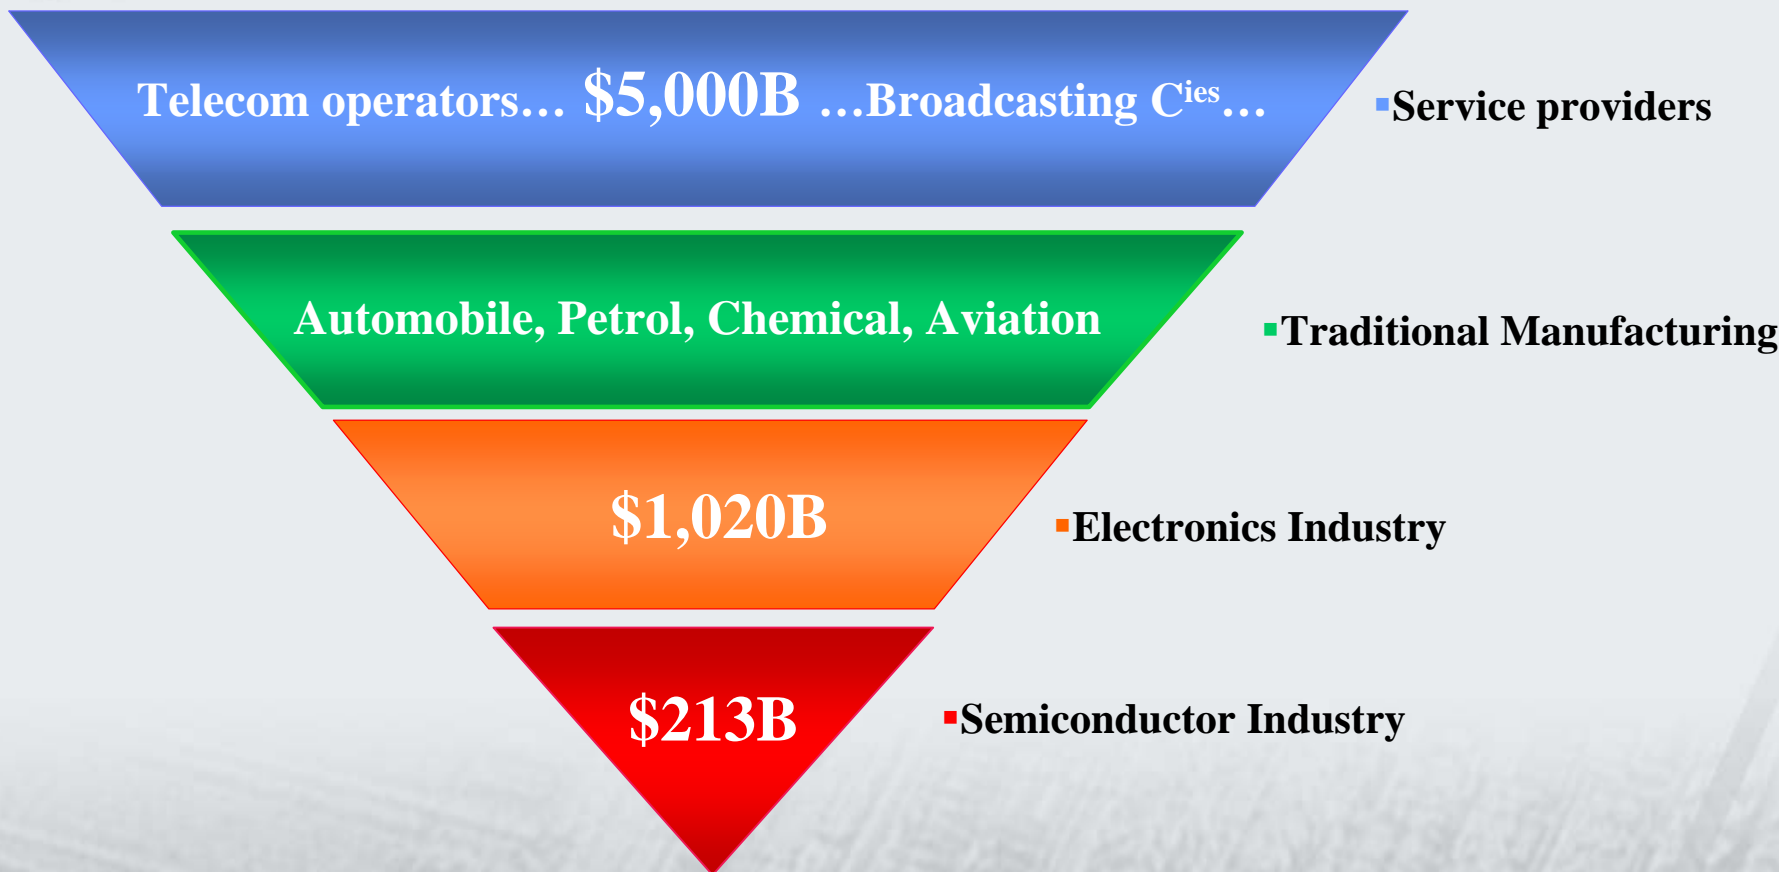 Telecom operators… $5,000B …Broadcasting Cies…
▪Service providers
Automobile, Petrol, Chemical, Aviation
▪Traditional Manufacturing
$1,020B
▪Electronics Industry
$213B
▪Semiconductor Industry